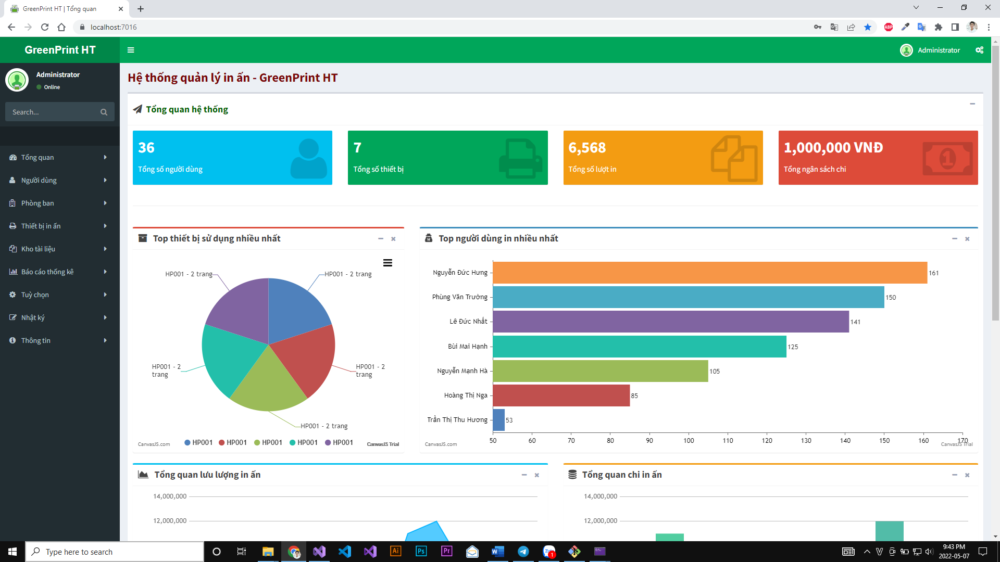 GreenPrint HT | Tổng quan
localhost:7016
GreenPrint HT
Administrator
Administrator
Online
Search...
Tổng quan
Người dùng
Phòng ban
Thiết bị in ấn
Kho tài liệu
Báo cáo thống kê
Tuỳ chọn
Nhật ký
Thông tin
Hệ thống quản lý in ấn - GreenPrint HT
Tổng quan hệ thống
36
Tổng số người dùng
7
Tổng số thiết bị
6,568
Tổng số lượt in
1,000,000 VNĐ
Tổng ngân sách chi
1
Top thiết bị sử dụng nhiều nhất
HP001 - 2 trang
HP001 - 2 trang
HP001 - 2
trang
HP001 - 2
trang
HP001 - 2 trang
CanvasJS.com
HP001 HP001 HP001 HP001 HP001
CanvasJS Trial
Top người dùng in nhiều nhất
Nguyễn Đức Hưng 161
Phùng Văn Trường 150
Lê Đức Nhất 141
Bùi Mai Hạnh 125
Nguyễn Mạnh Hà 105
Hoàng Thị Nga 85
Trần Thị Thu Hương 53
50 60 70 80 90 100 110 120 130 140 150 160 170
CanvasJS.com
CanvasJS Trial
Tổng quan lưu lượng in ấn
14,000,000
12,000,000
Tổng quan chi in ấn
14,000,000
12,000,000
ABP
Type here to search
Ai
Ps
Pr
W
Zalo
1
V
9:43 PM
2022-05-07